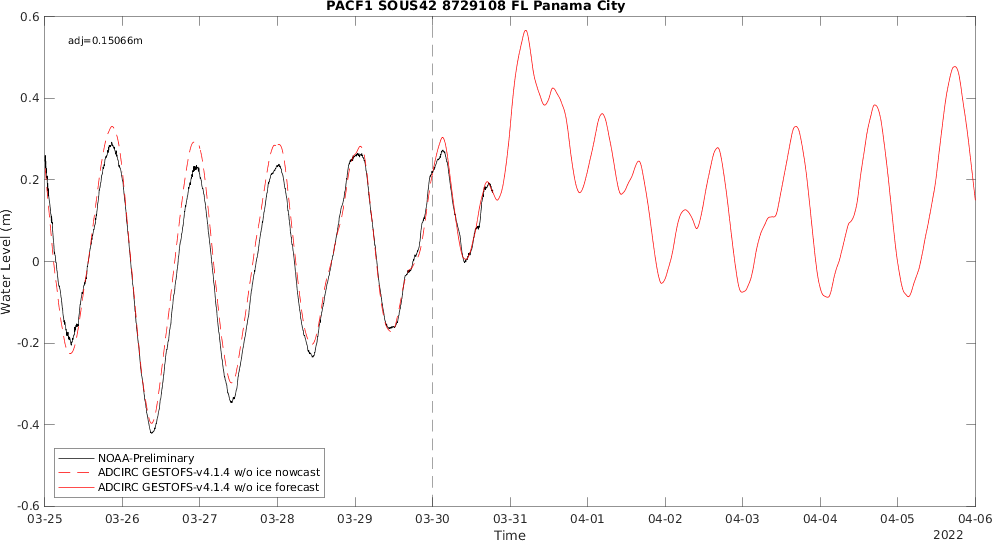 PACF1 SOUS42 8729108 FL Panama City
adj=0.15066m
Water Level (m)
0.6
0.4
0.2
0
-0.2
-0.4
-0.6
NOAA-Preliminary
ADCIRC GESTOFS-v4.1.4 w/o ice nowcast
ADCIRC GESTOFS-v4.1.4 w/o ice forecast
03-25 03-26 03-27 03-28 03-29 03-30 03-31 04-01 04-02 04-03 04-04 04-05 04-06
Time
2022